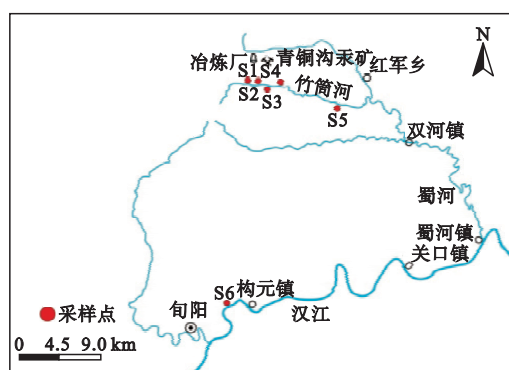 N
冶炼厂 青铜沟汞矿
红军乡
S1 S4
竹筒河
S2 S3
S5
双河镇
蜀河
蜀河镇
关口镇
S6 构元镇
采样点 旬阳 汉江
0 4.5 9.0 km